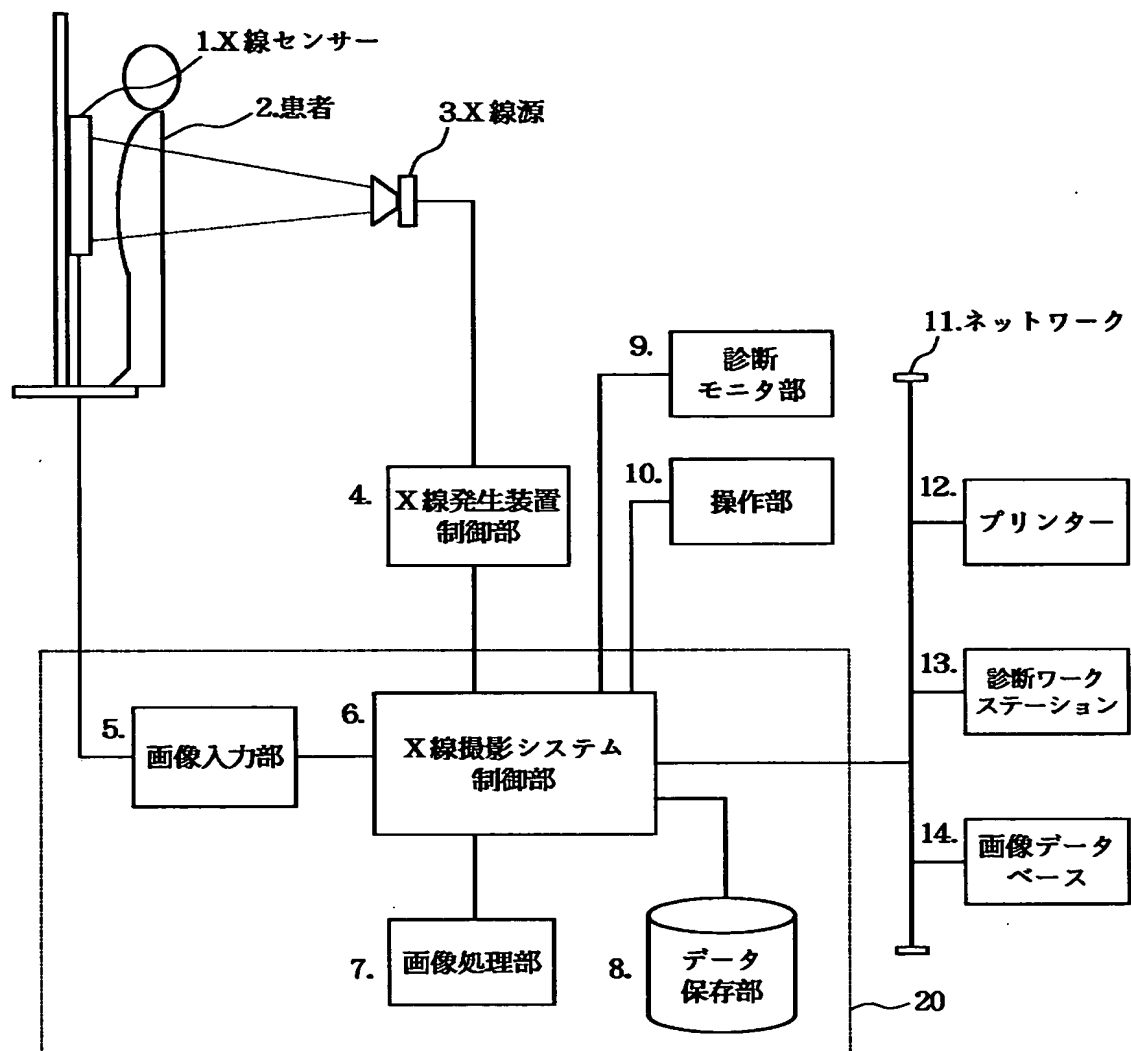 1.X線センサー
2.患者
3.X線源
11.ネットワーク
9.
診断
モニタ部
10.
操作部
4.
X線発生装置
制御部
12.
プリンター
13.
診断ワーク
ステーション
5.
画像入力部
6.
X線撮影システム
制御部
14.
画像データ
ベース
7.
画像処理部
8.
データ
保存部
20